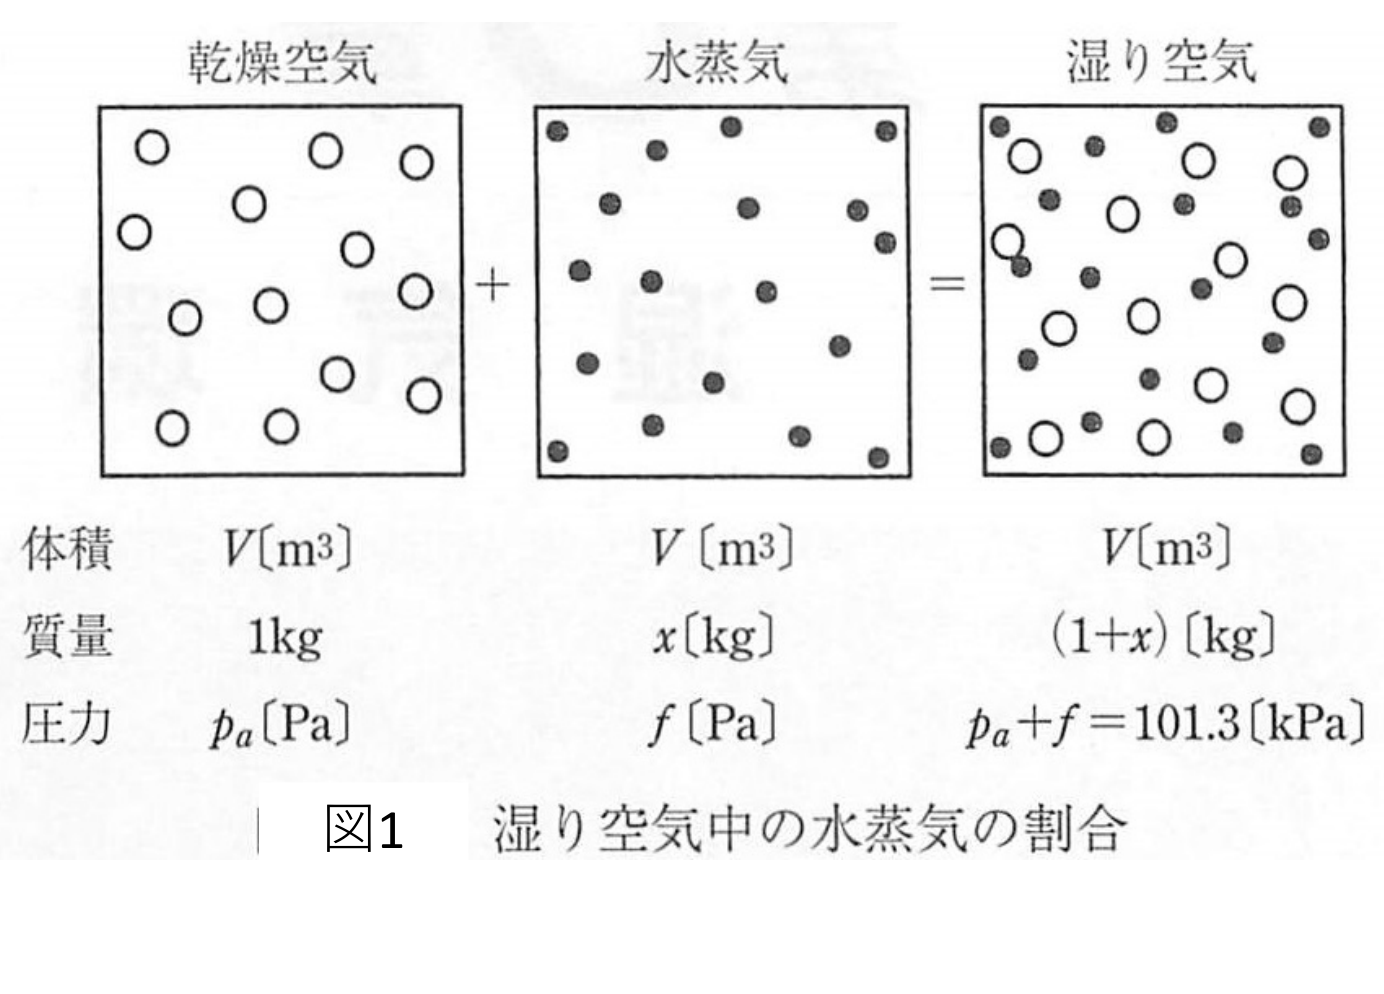 乾燥空気 水蒸気 湿り空気
+ =
体積 V〔m3〕 V〔m3〕 V〔m3〕
質量 1kg x〔kg〕 (1+x)〔kg〕
圧力 pa〔Pa〕 f〔Pa〕 pa+f=101.3〔kPa〕
図1 湿り空気中の水蒸気の割合